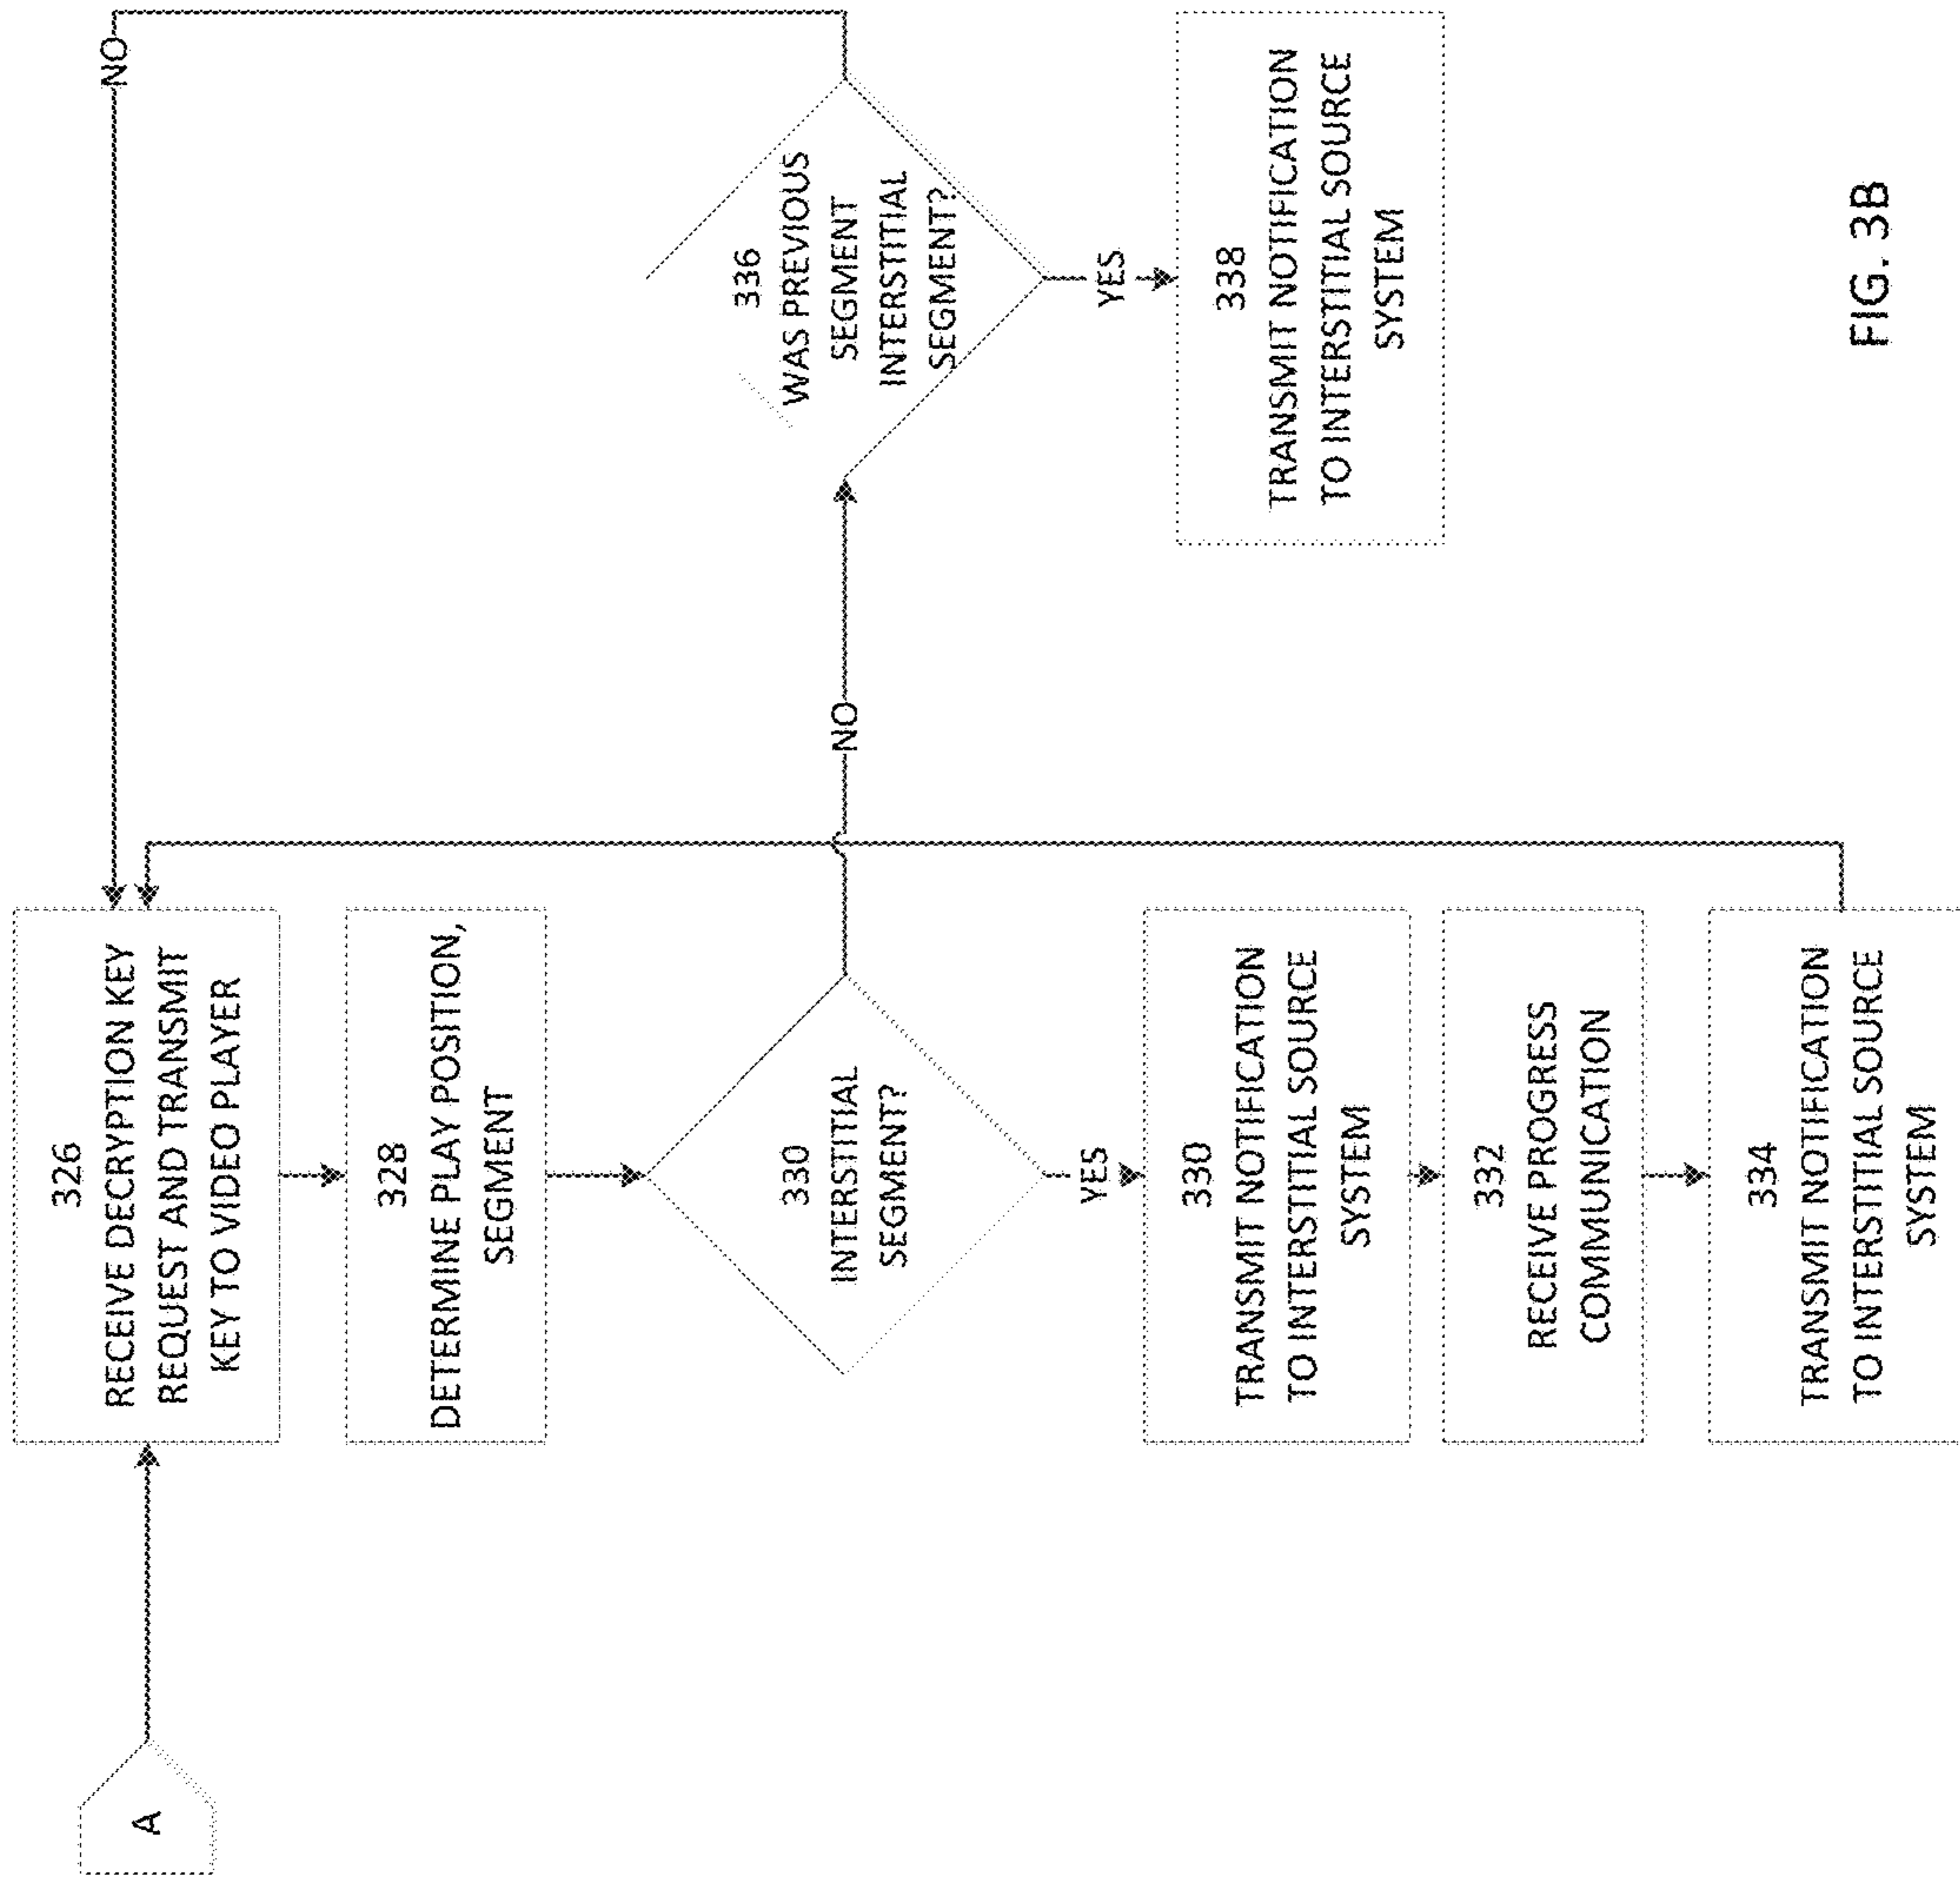 A
326
RECEIVE DECRYPTION KEY
REQUEST AND TRANSMIT
KEY TO VIDEO PLAYER
328
DETERMINE PLAY POSITION,
SEGMENT
330
INTERSTITIAL
SEGMENT?
YES
330
TRANSMIT NOTIFICATION
TO INTERSTITIAL SOURCE
SYSTEM
332
RECEIVE PROGRESS
COMMUNICATION
334
TRANSMIT NOTIFICATION
TO INTERSTITIAL SOURCE
SYSTEM
NO
336
WAS PREVIOUS
SEGMENT
INTERSTITIAL
SEGMENT?
NO
YES
338
TRANSMIT NOTIFICATION
TO INTERSTITIAL SOURCE
SYSTEM
FIG. 3B